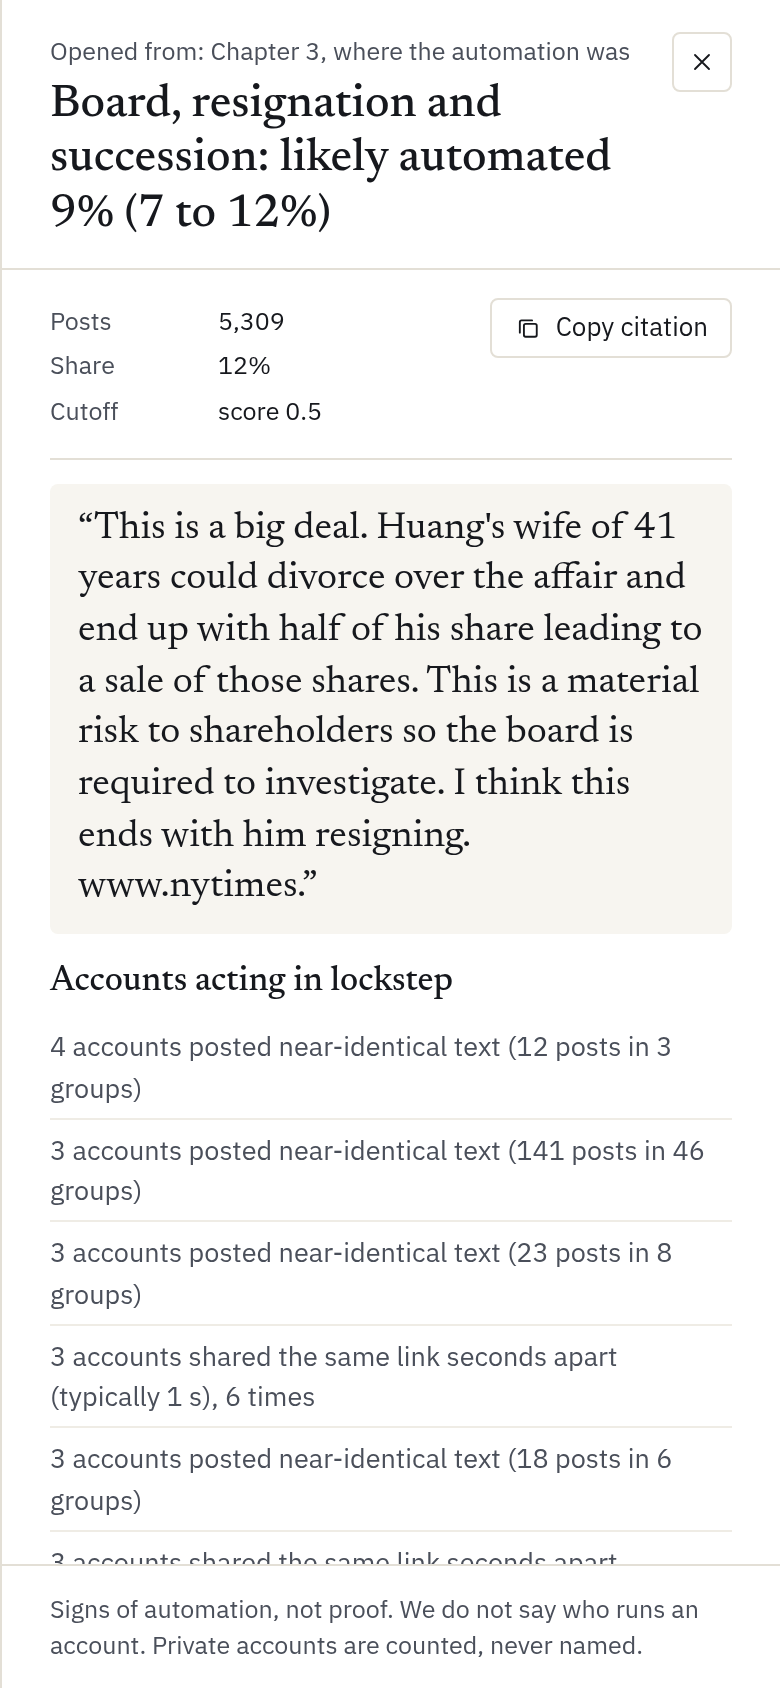 Opened from: Chapter 3, where the automation was
Board, resignation and
succession: likely automated
9% (7 to 12%)
Posts 5,309
Copy citation
Share 12%
Cutoff score 0.5
“This is a big deal. Huang's wife of 41
years could divorce over the affair and
end up with half of his share leading to
a sale of those shares. This is a material
risk to shareholders so the board is
required to investigate. I think this
ends with him resigning.
www.nytimes.”
Accounts acting in lockstep
4 accounts posted near-identical text (12 posts in 3
groups)
3 accounts posted near-identical text (141 posts in 46
groups)
3 accounts posted near-identical text (23 posts in 8
groups)
3 accounts shared the same link seconds apart
(typically 1 s), 6 times
3 accounts posted near-identical text (18 posts in 6
groups)
3 accounts shared the same link seconds apart
Signs of automation, not proof. We do not say who runs an
account. Private accounts are counted, never named.